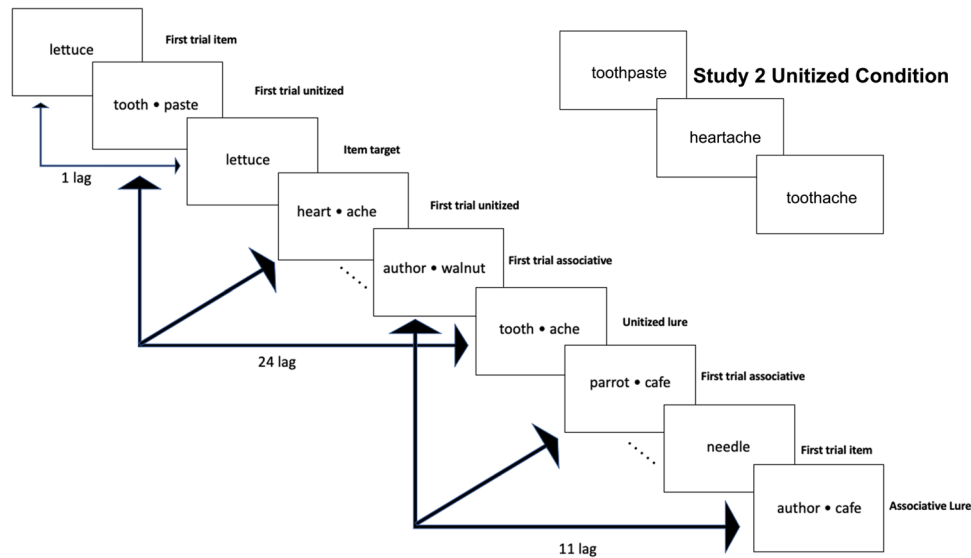 lettuce
First trial item
tooth • paste
First trial unitized
lettuce
Item target
1 lag
heart • ache
First trial unitized
author • walnut
First trial associative
tooth • ache
Unitized lure
24 lag
parrot • cafe
First trial associative
needle
First trial item
author • cafe
Associative Lure
11 lag
toothpaste
Study 2 Unitized Condition
heartache
toothache